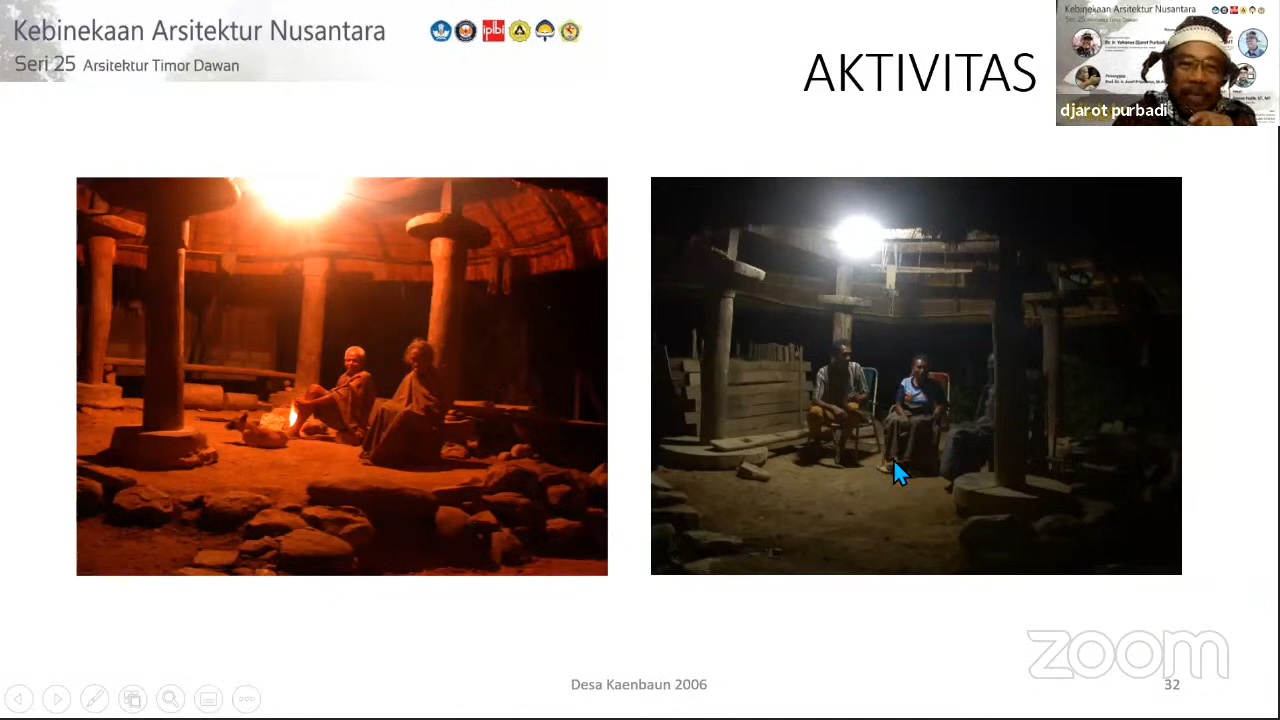 Kebinekaan Arsitektur Nusantara
Seri 25 Arsitektur Timor Dawan
iplbi
AKTIVITAS
Kebinekaan Arsitektur Nusantara
djarot purbadi
zoom
Desa Kaenbaun 2006
32